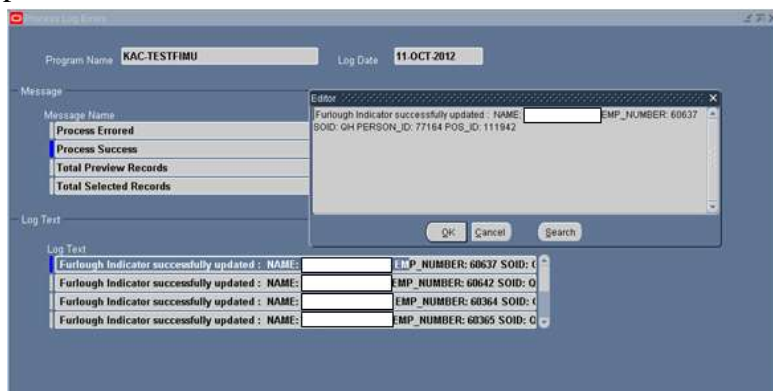 Process Log Errors
Program Name KAC-TESTFIMU Log Date 11-OCT-2012
Message
Message Name
Process Errored
Process Success
Total Preview Records
Total Selected Records
Editor
Furlough Indicator successfully updated : NAME: EMP_NUMBER: 60637
SOID: QH PERSON_ID: 77164 POS_ID: 111942
OK Cancel Search
Log Text
Log Text
Furlough Indicator successfully updated : NAME: EMP_NUMBER: 60637 SOID: (
Furlough Indicator successfully updated : NAME: EMP_NUMBER: 60642 SOID: Q
Furlough Indicator successfully updated : NAME: EMP_NUMBER: 60364 SOID: (
Furlough Indicator successfully updated : NAME: EMP_NUMBER: 60365 SOID: Q